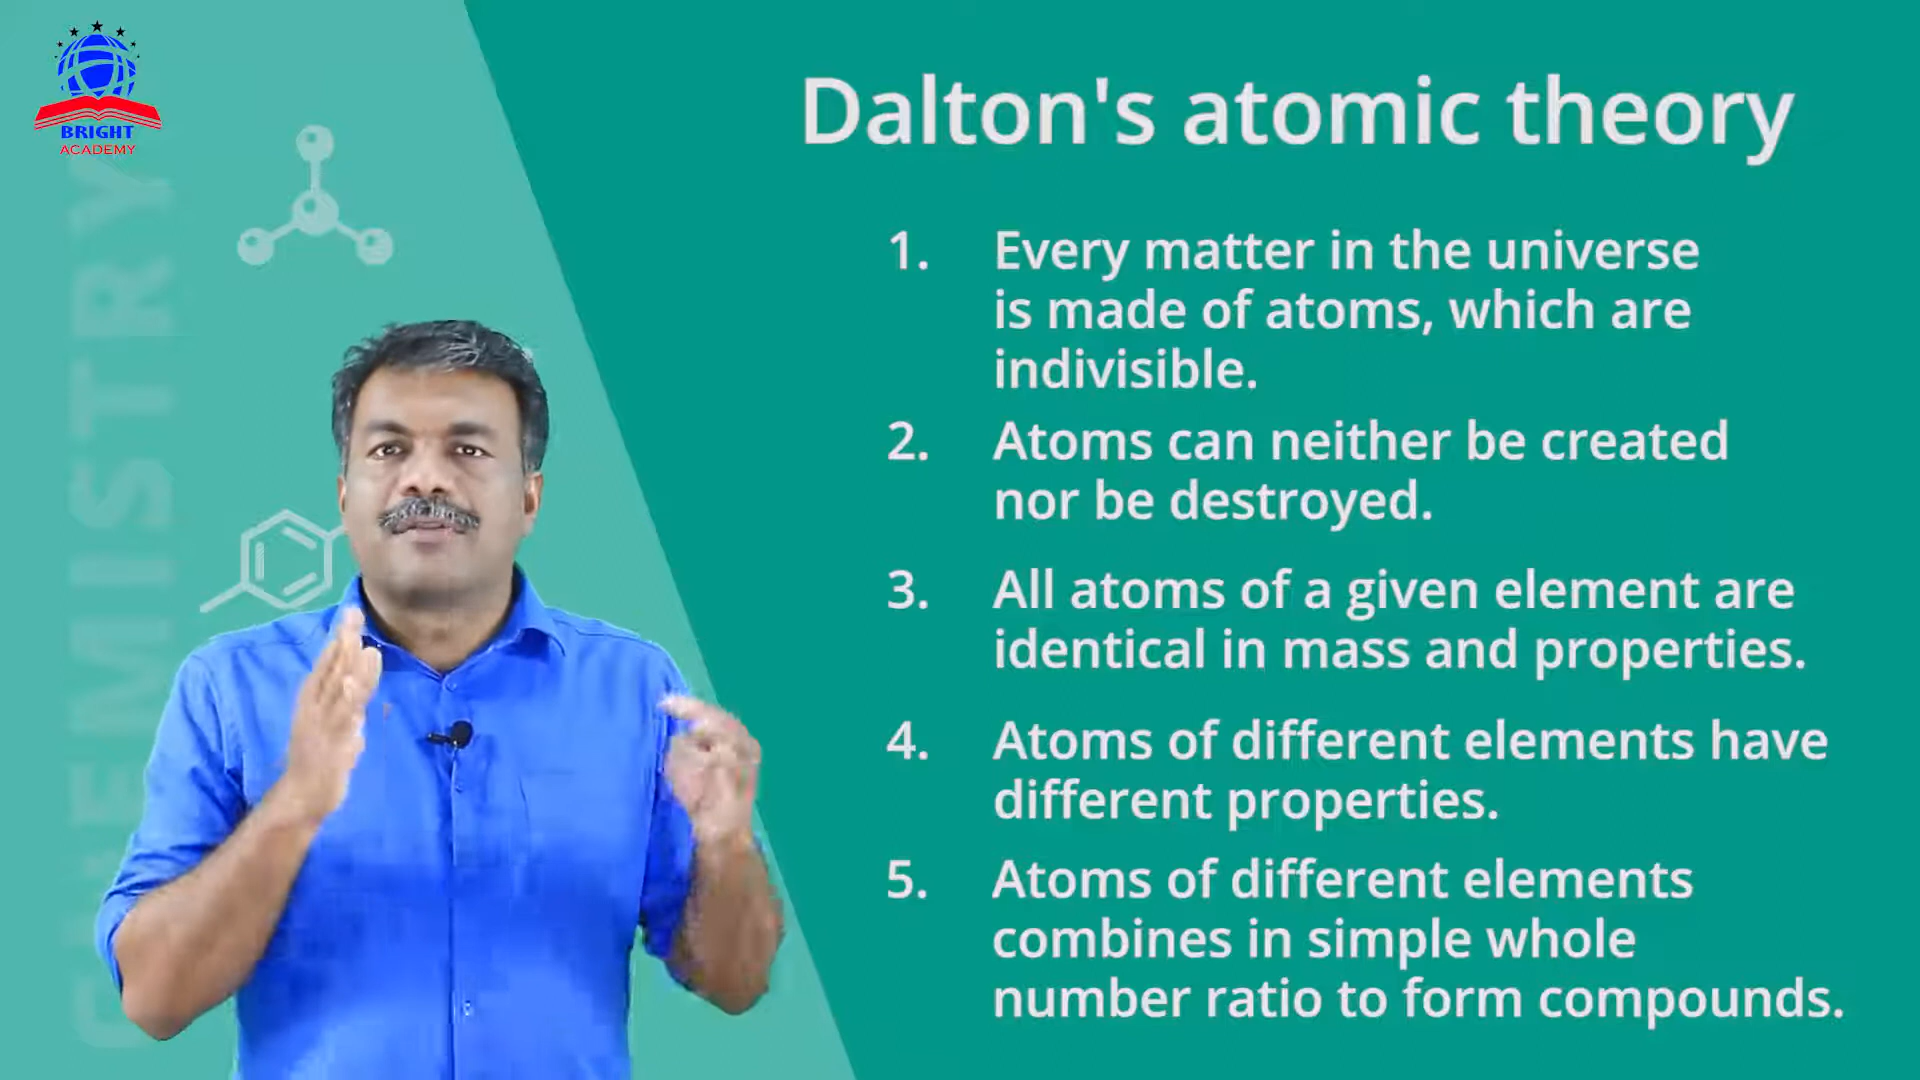 BRIGHT
ACADEMY
CHEMISTRY
Dalton's atomic theory
1. Every matter in the universe
is made of atoms, which are
indivisible.
2. Atoms can neither be created
nor be destroyed.
3. All atoms of a given element are
identical in mass and properties.
4. Atoms of different elements have
different properties.
5. Atoms of different elements
combines in simple whole
number ratio to form compounds.